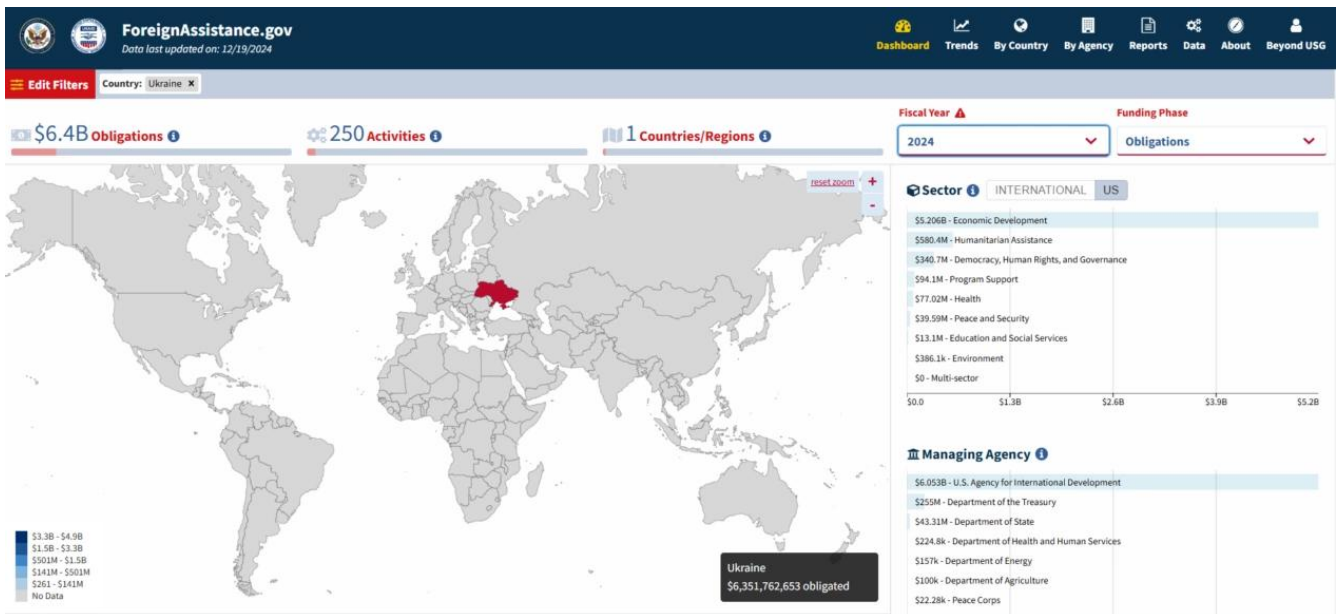 ForeignAssistance.gov
Data last updated on: 12/19/2024
Dashboard
Trends
By Country
By Agency
Reports
Data
About
Beyond USG
Edit Filters
Country: Ukraine ×
$6.4B Obligations
250 Activities
1 Countries/Regions
Fiscal Year
2024
Funding Phase
Obligations
reset zoom
+
-
Sector INTERNATIONAL US
$5.206B - Economic Development
$580.4M - Humanitarian Assistance
$340.7M - Democracy, Human Rights, and Governance
$94.1M - Program Support
$77.02M - Health
$39.59M - Peace and Security
$13.1M - Education and Social Services
$386.1k - Environment
$0 - Multi-sector
$0.0 $1.3B $2.6B $3.9B $5.2B
Managing Agency
$6.053B - U.S. Agency for International Development
$255M - Department of the Treasury
$43.31M - Department of State
$224.8k - Department of Health and Human Services
$157k - Department of Energy
$100k - Department of Agriculture
$22.28k - Peace Corps
$3.3B - $4.9B
$1.5B - $3.3B
$501M - $1.5B
$141M - $501M
$261 - $141M
No Data
Ukraine
$6,351,762,653 obligated